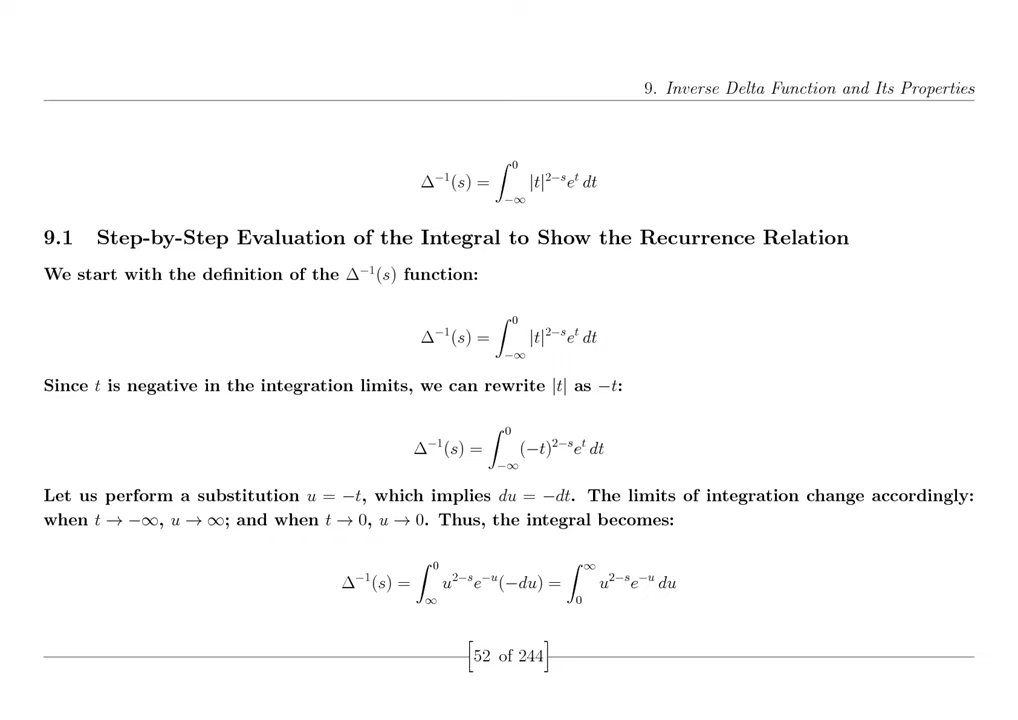 9. Inverse Delta Function and Its Properties
Δ⁻¹(s) = ∫_{−∞}^{0} |t|^{2−s} e^t dt
9.1 Step-by-Step Evaluation of the Integral to Show the Recurrence Relation
We start with the definition of the Δ⁻¹(s) function:
Δ⁻¹(s) = ∫_{−∞}^{0} |t|^{2−s} e^t dt
Since t is negative in the integration limits, we can rewrite |t| as −t:
Δ⁻¹(s) = ∫_{−∞}^{0} (−t)^{2−s} e^t dt
Let us perform a substitution u = −t, which implies du = −dt. The limits of integration change accordingly:
when t → −∞, u → ∞; and when t → 0, u → 0. Thus, the integral becomes:
Δ⁻¹(s) = ∫_{∞}^{0} u^{2−s} e^{−u} (−du) = ∫_{0}^{∞} u^{2−s} e^{−u} du
[52 of 244]